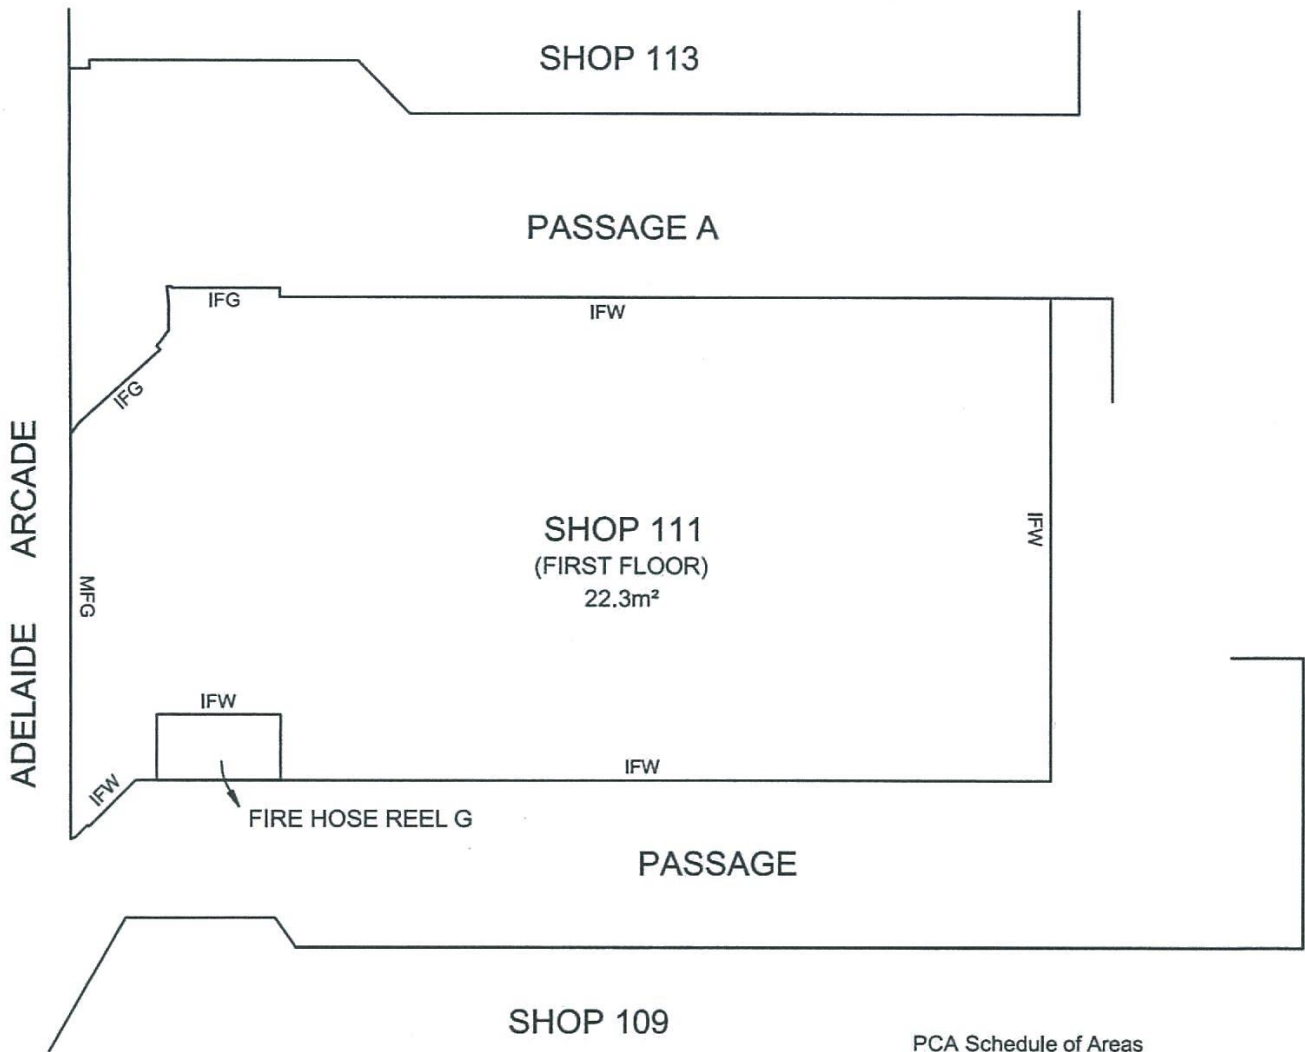 SHOP 113
PASSAGE A
IFG
IFW
IFG
ADELAIDE ARCADE
SHOP 111
(FIRST FLOOR)
22.3m²
IFW
MFG
IFW
IFW
IFW
FIRE HOSE REEL G
PASSAGE
SHOP 109
PCA Schedule of Areas